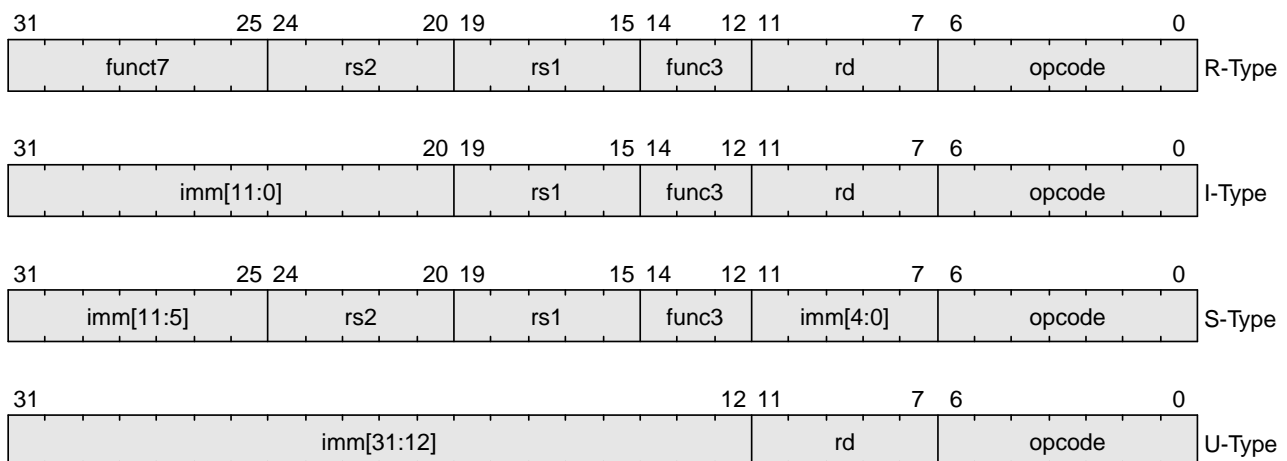 31 25 24 20 19 15 14 12 11 7 6 0
funct7 rs2 rs1 func3 rd opcode R-Type
31 20 19 15 14 12 11 7 6 0
imm[11:0] rs1 func3 rd opcode I-Type
31 25 24 20 19 15 14 12 11 7 6 0
imm[11:5] rs2 rs1 func3 imm[4:0] opcode S-Type
31 12 11 7 6 0
imm[31:12] rd opcode U-Type